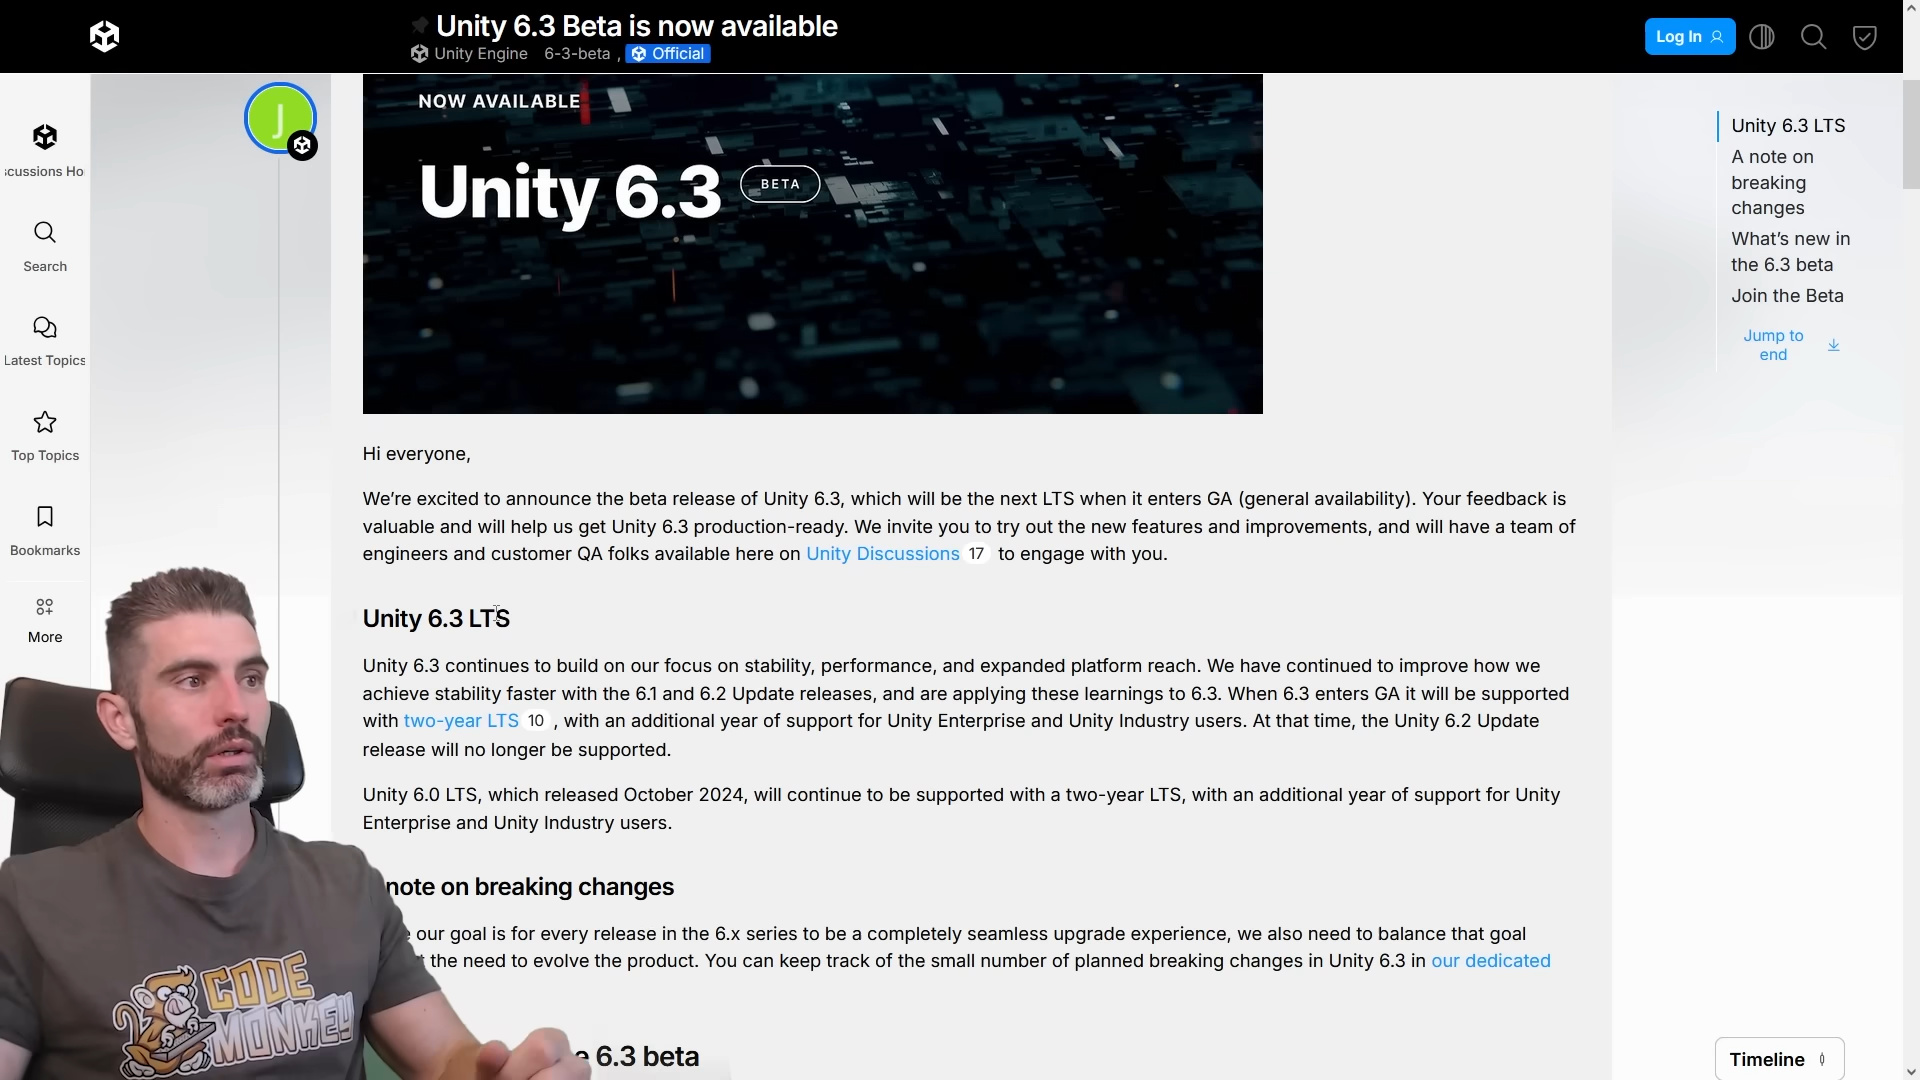 Unity 6.3 Beta is now available
Unity Engine 6-3-beta , Official
Log In
scussions Ho
Search
Latest Topics
Top Topics
Bookmarks
More
J
NOW AVAILABLE
Unity 6.3 BETA
Hi everyone,
We’re excited to announce the beta release of Unity 6.3, which will be the next LTS when it enters GA (general availability). Your feedback is
valuable and will help us get Unity 6.3 production-ready. We invite you to try out the new features and improvements, and will have a team of
engineers and customer QA folks available here on Unity Discussions 17 to engage with you.
Unity 6.3 LTS
Unity 6.3 continues to build on our focus on stability, performance, and expanded platform reach. We have continued to improve how we
achieve stability faster with the 6.1 and 6.2 Update releases, and are applying these learnings to 6.3. When 6.3 enters GA it will be supported
with two-year LTS 10 , with an additional year of support for Unity Enterprise and Unity Industry users. At that time, the Unity 6.2 Update
release will no longer be supported.
Unity 6.0 LTS, which released October 2024, will continue to be supported with a two-year LTS, with an additional year of support for Unity
Enterprise and Unity Industry users.
note on breaking changes
our goal is for every release in the 6.x series to be a completely seamless upgrade experience, we also need to balance that goal
the need to evolve the product. You can keep track of the small number of planned breaking changes in Unity 6.3 in our dedicated
6.3 beta
CODE
MONKEY
Unity 6.3 LTS
A note on
breaking
changes
What’s new in
the 6.3 beta
Join the Beta
Jump to
end
Timeline